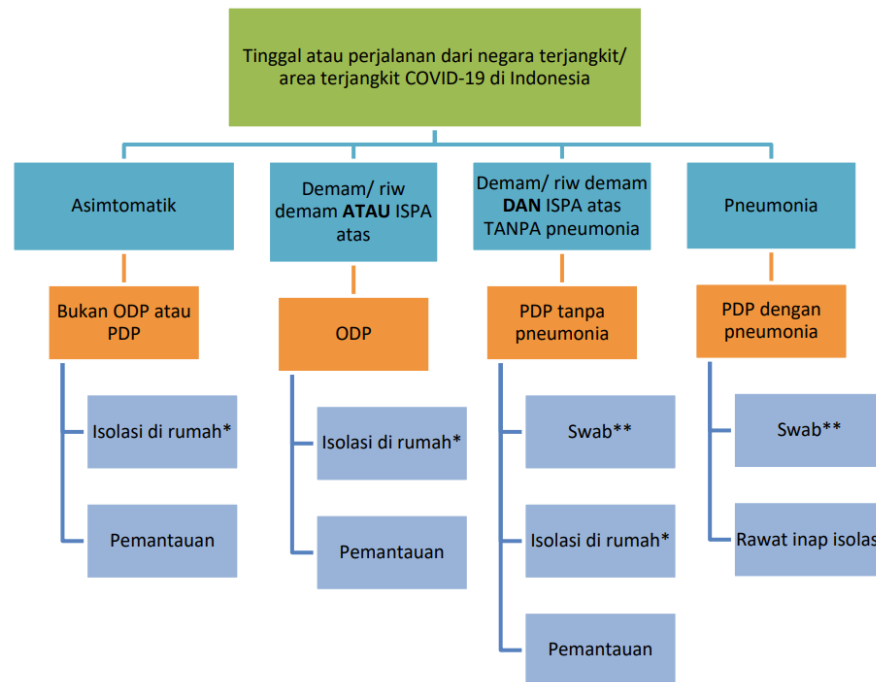 Tinggal atau perjalanan dari negara terjangkit/
area terjangkit COVID-19 di Indonesia
Asimtomatik
Demam/ riw
demam ATAU ISPA
atas
Demam/ riw demam
DAN ISPA atas
TANPA pneumonia
Pneumonia
Bukan ODP atau
PDP
ODP
PDP tanpa
pneumonia
PDP dengan
pneumonia
Isolasi di rumah*
Pemantauan
Isolasi di rumah*
Pemantauan
Swab**
Isolasi di rumah*
Pemantauan
Swab**
Rawat inap isolas